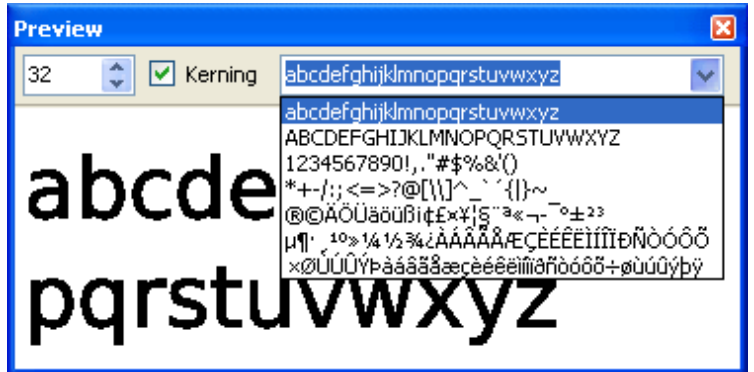 Preview
32 Kerning abcdefghijklmnopqrstuvwxyz
abcdefghijklmnopqrstuvwxyz
ABCDEFGHIJKLMNOPQRSTUVWXYZ
1234567890!,."#$%&'()
*+-/:;<=>?@[\\]^_`´{|}~
®©ÄÖÜäöüßi¢£¤¥¦§¨ª«¬-¯°±²³
µ¶·¸¹º»¼½¾¿ÀÁÂÃÅÆÇÈÉÊËÌÍÎÏÐÑÒÓÔÕ
×ØÙÚÛÝÞàáâãåæçèéêëìíîïðñòóôõ÷øùúûýþÿ
abcde
pqrstuvwxyz